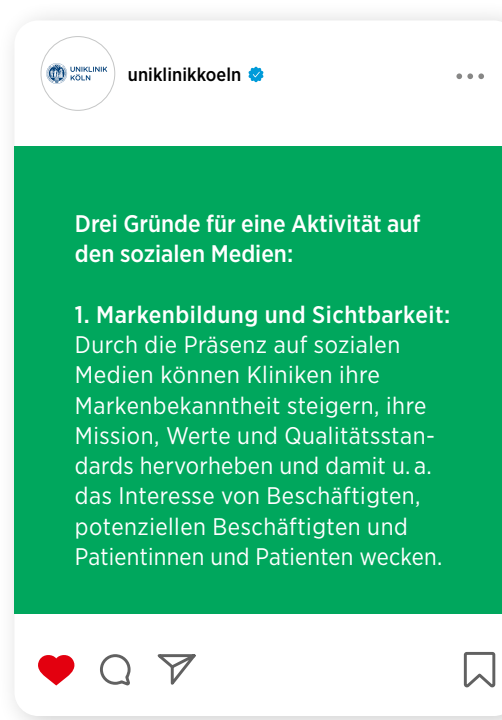 UNIKLINIK
KÖLN
uniklinikkoeln
Drei Gründe für eine Aktivität auf
den sozialen Medien:
1. Markenbildung und Sichtbarkeit:
Durch die Präsenz auf sozialen
Medien können Kliniken ihre
Markenbekanntheit steigern, ihre
Mission, Werte und Qualitätsstan-
dards hervorheben und damit u. a.
das Interesse von Beschäftigten,
potenziellen Beschäftigten und
Patientinnen und Patienten wecken.